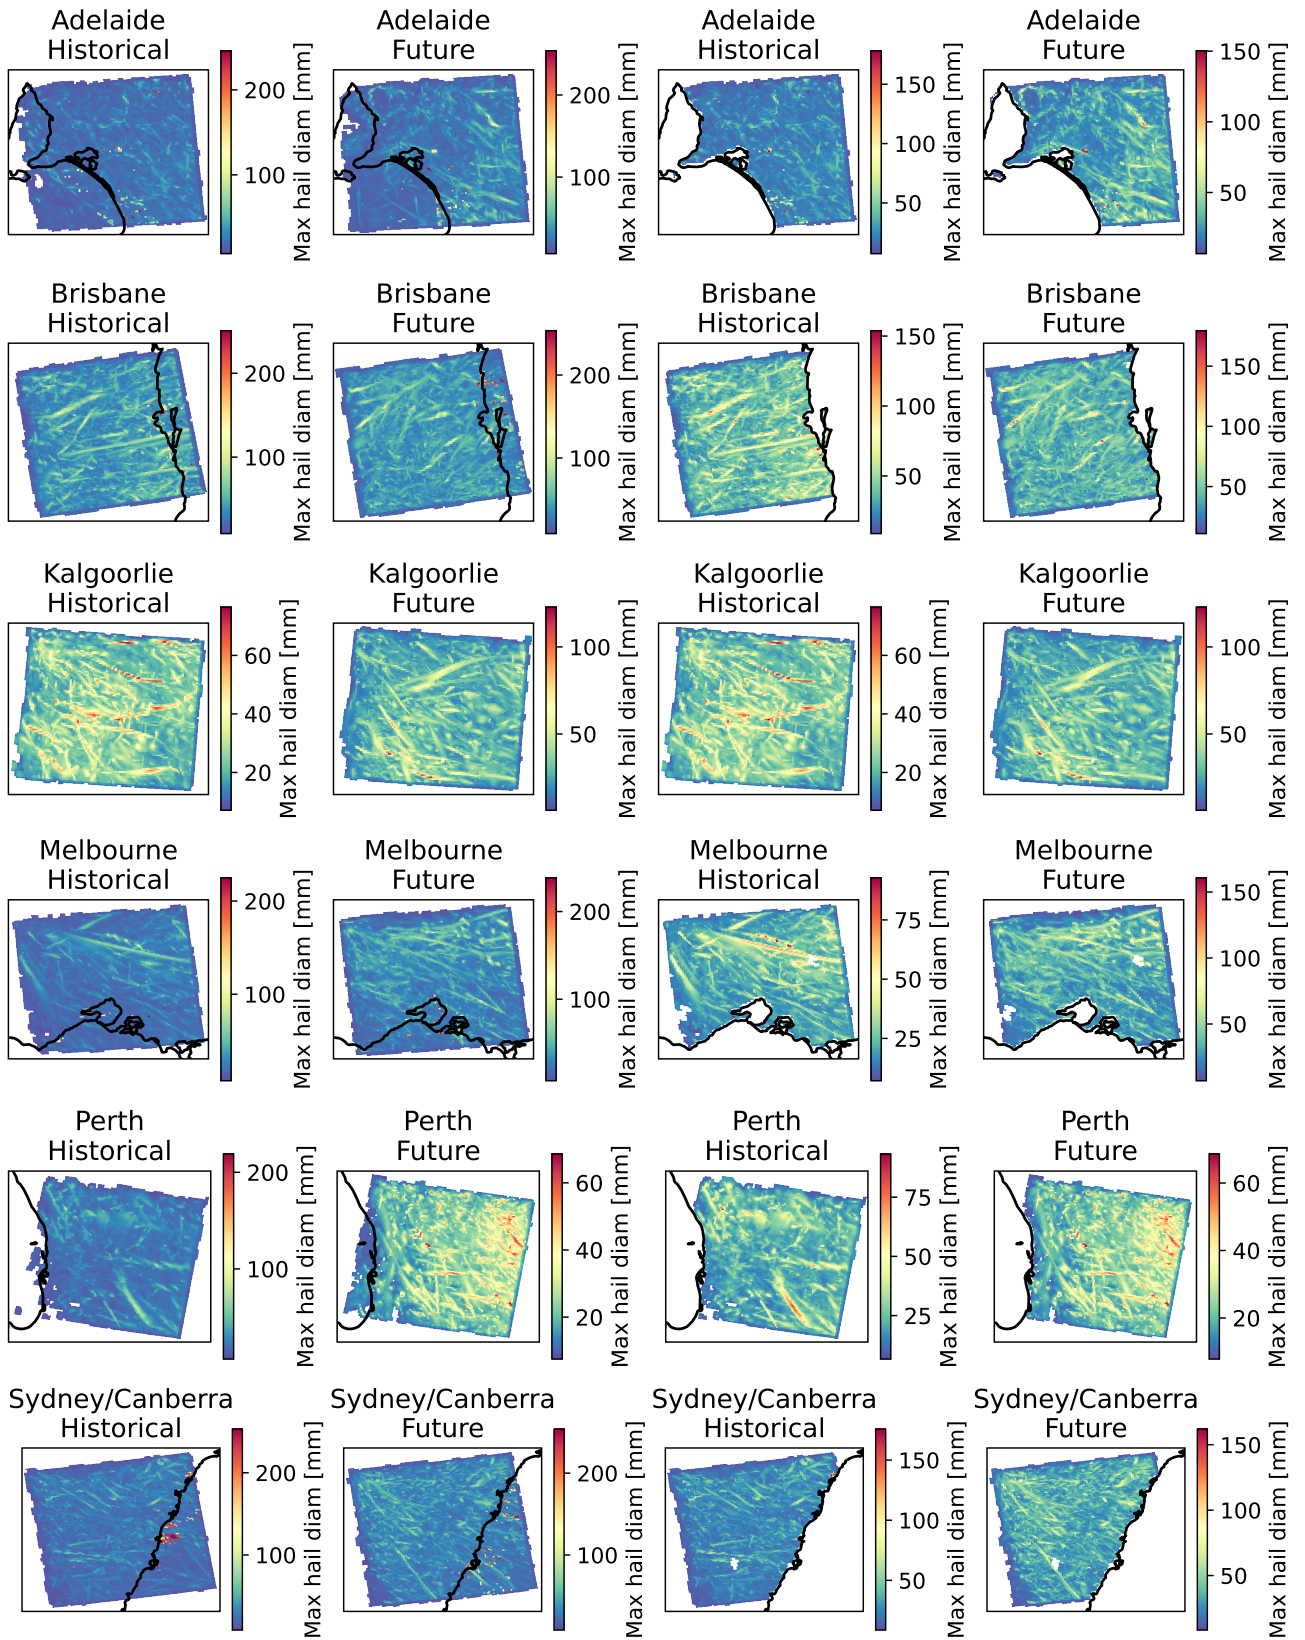 Adelaide
Historical
200
100
Max hail diam [mm]
Adelaide
Future
200
100
Max hail diam [mm]
Adelaide
Historical
150
100
50
Max hail diam [mm]
Adelaide
Future
150
100
50
Max hail diam [mm]
Brisbane
Historical
200
100
Max hail diam [mm]
Brisbane
Future
200
100
Max hail diam [mm]
Brisbane
Historical
150
100
50
Max hail diam [mm]
Brisbane
Future
150
100
50
Max hail diam [mm]
Kalgoorlie
Historical
60
40
20
Max hail diam [mm]
Kalgoorlie
Future
100
50
Max hail diam [mm]
Kalgoorlie
Historical
60
40
20
Max hail diam [mm]
Kalgoorlie
Future
100
50
Max hail diam [mm]
Melbourne
Historical
200
100
Max hail diam [mm]
Melbourne
Future
200
100
Max hail diam [mm]
Melbourne
Historical
75
50
25
Max hail diam [mm]
Melbourne
Future
150
100
50
Max hail diam [mm]
Perth
Historical
200
100
Max hail diam [mm]
Perth
Future
60
40
20
Max hail diam [mm]
Perth
Historical
75
50
25
Max hail diam [mm]
Perth
Future
60
40
20
Max hail diam [mm]
Sydney/Canberra
Historical
200
100
Max hail diam [mm]
Sydney/Canberra
Future
200
100
Max hail diam [mm]
Sydney/Canberra
Historical
150
100
50
Max hail diam [mm]
Sydney/Canberra
Future
150
100
50
Max hail diam [mm]